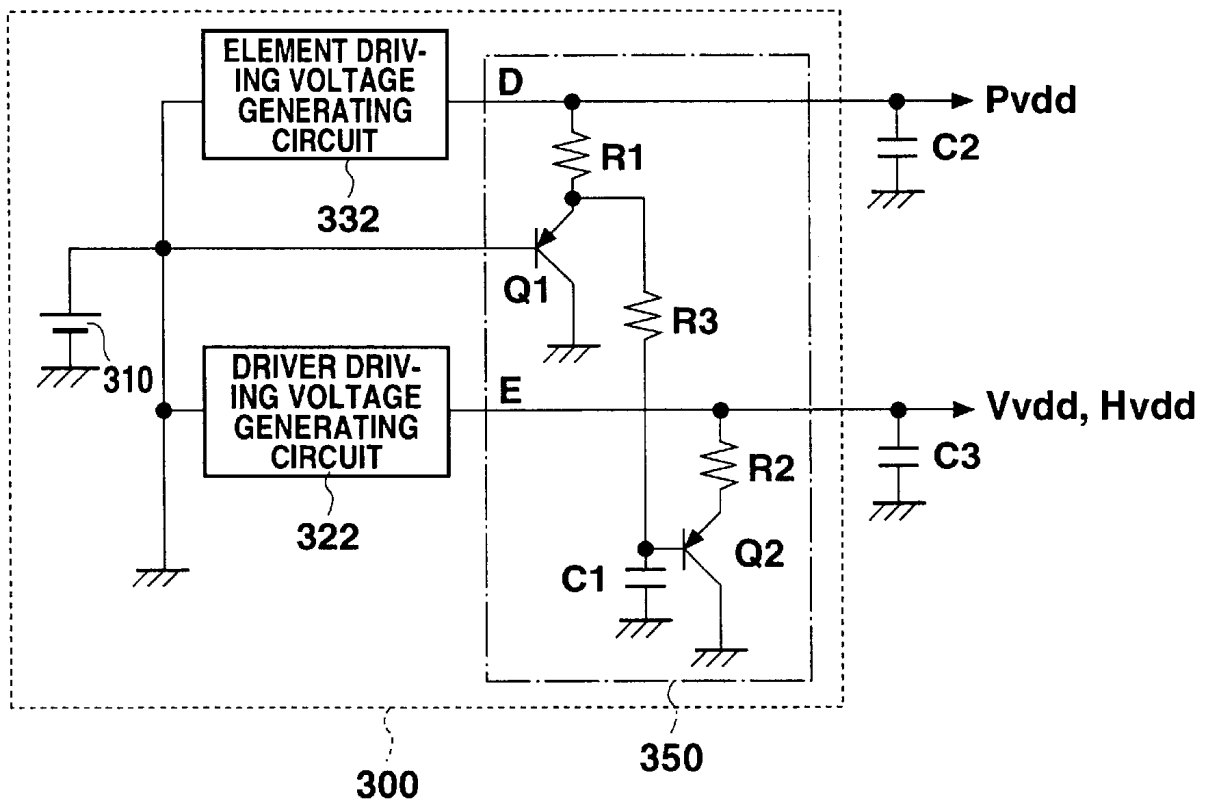 ELEMENT DRIV-
ING VOLTAGE
GENERATING
CIRCUIT
332
D
R1
Pvdd
C2
Q1
R3
310
DRIVER DRIV-
ING VOLTAGE
GENERATING
CIRCUIT
322
E
Vvdd, Hvdd
C3
R2
Q2
C1
350
300